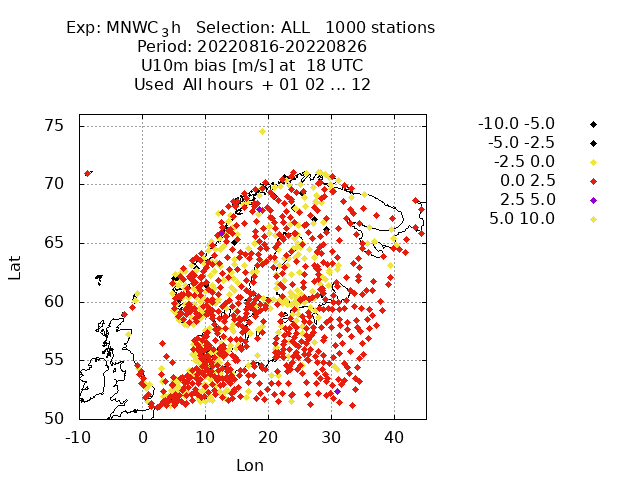 Exp: MNWC_3h   Selection: ALL   1000 stations
Period: 20220816-20220826
U10m bias [m/s] at  18 UTC
Used  All hours  + 01 02 ... 12
-10.0 -5.0
-5.0 -2.5
-2.5 0.0
0.0 2.5
2.5 5.0
5.0 10.0
75
70
65
60
55
50
Lat
-10 0 10 20 30 40
Lon